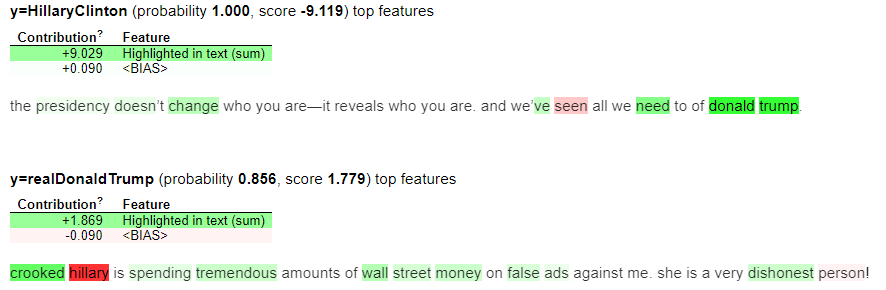 y=HillaryClinton (probability 1.000, score -9.119) top features
Contribution? Feature
+9.029 Highlighted in text (sum)
+0.090 <BIAS>
the presidency doesn’t change who you are—it reveals who you are. and we’ve seen all we need to of donald trump.
y=realDonaldTrump (probability 0.856, score 1.779) top features
Contribution? Feature
+1.869 Highlighted in text (sum)
-0.090 <BIAS>
crooked hillary is spending tremendous amounts of wall street money on false ads against me. she is a very dishonest person!